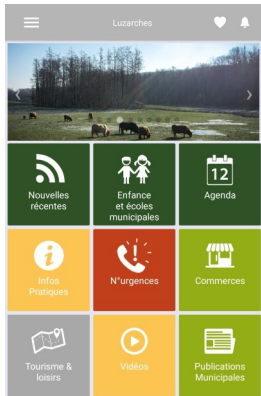 Luzarches
Nouvelles
récentes
Enfance
et écoles
municipales
12
Agenda
Infos
Pratiques
N°urgences
Commerces
Tourisme &
loisirs
Vidéos
Publications
Municipales